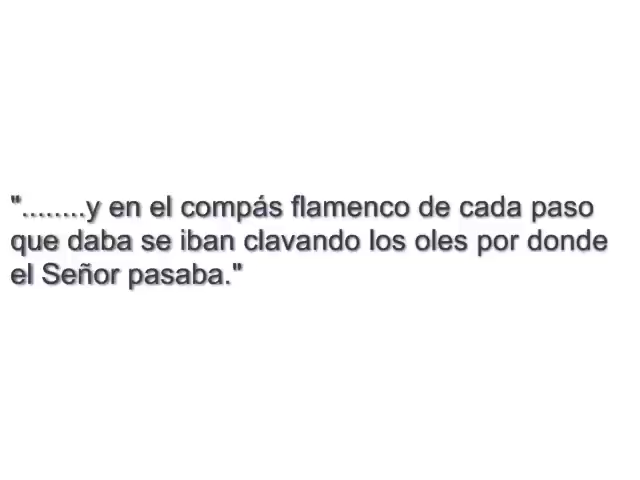 "........y en el compás flamenco de cada paso
que daba se iban clavando los oles por donde
el Señor pasaba."